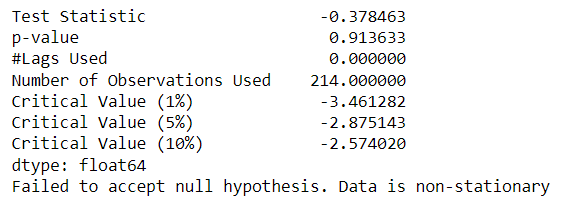 Test Statistic -0.378463
p-value 0.913633
#Lags Used 0.000000
Number of Observations Used 214.000000
Critical Value (1%) -3.461282
Critical Value (5%) -2.875143
Critical Value (10%) -2.574020
dtype: float64
Failed to accept null hypothesis. Data is non-stationary